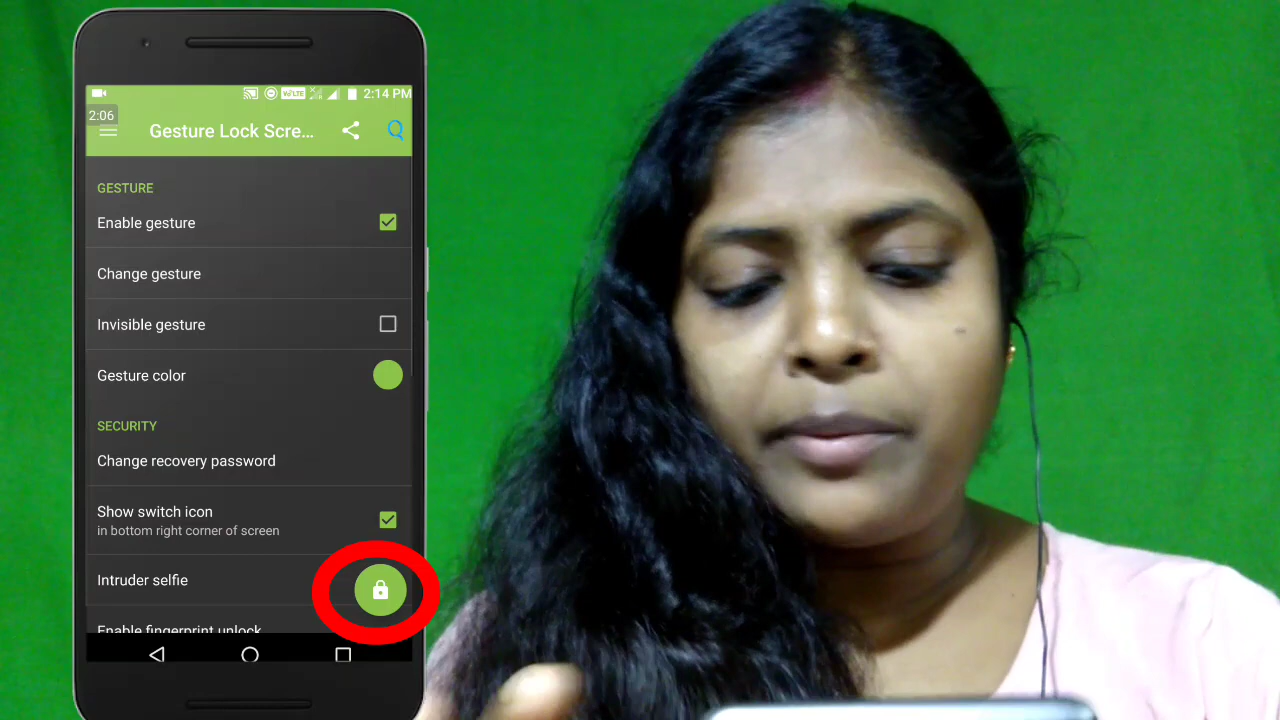 VoLTE 2:14 PM
2:06
Gesture Lock Scre...
GESTURE
Enable gesture
Change gesture
Invisible gesture
Gesture color
SECURITY
Change recovery password
Show switch icon
in bottom right corner of screen
Intruder selfie
Enable fingerprint unlock